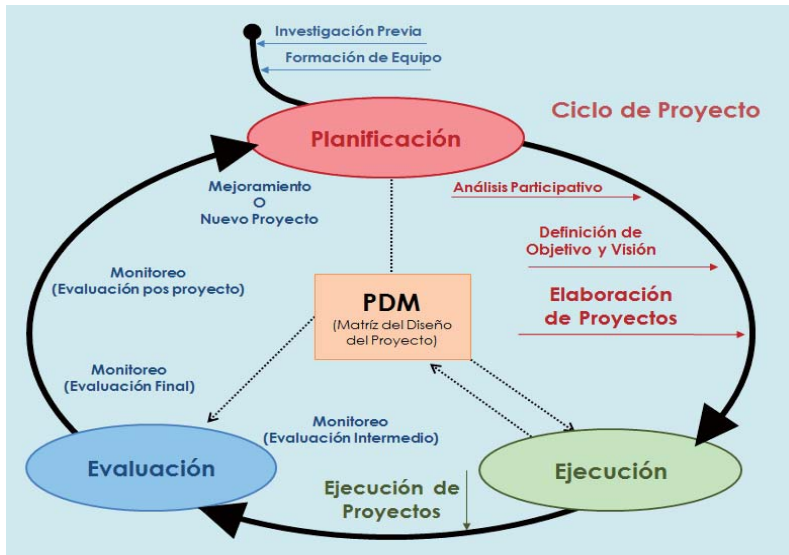 Investigación Previa
Formación de Equipo
Ciclo de Proyecto
Planificación
Mejoramiento
O
Nuevo Proyecto
Análisis Participativo
Definición de
Objetivo y Visión
Monitoreo
(Evaluación pos proyecto)
PDM
(Matríz del Diseño
del Proyecto)
Elaboración
de Proyectos
Monitoreo
(Evaluación Final)
Monitoreo
(Evaluación Intermedio)
Evaluación
Ejecución
Ejecución de
Proyectos